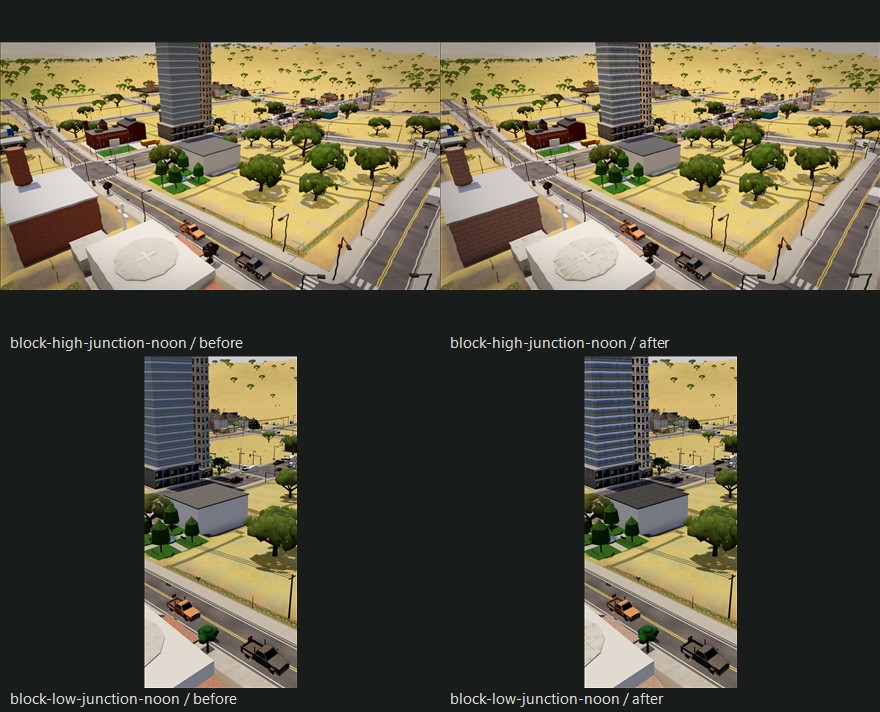 block-high-junction-noon / before
block-high-junction-noon / after
block-low-junction-noon / before
block-low-junction-noon / after